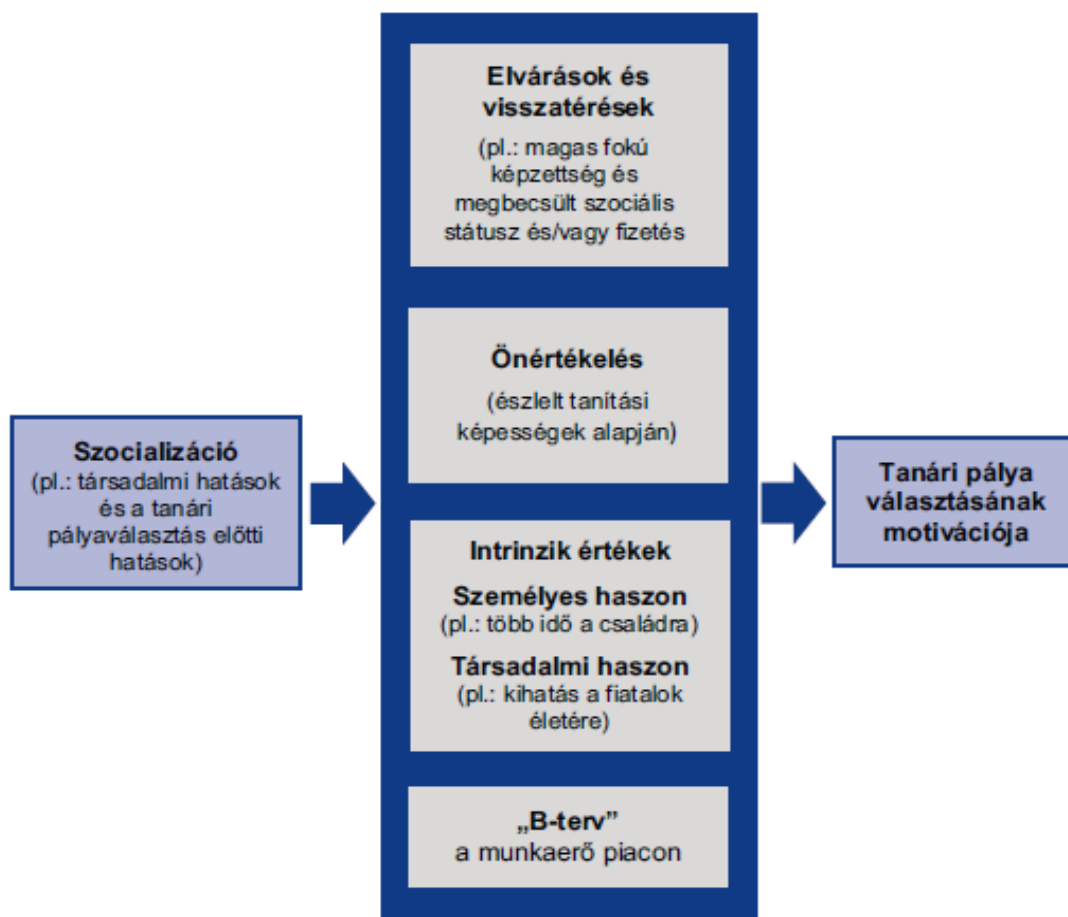 Szocializáció
(pl.: társadalmi hatások
és a tanári
pályaválasztás előtti
hatások)
Elvárások és
visszatérések
(pl.: magas fokú
képzettség és
megbecsült szociális
státusz és/vagy fizetés
Önértékelés
(észlelt tanítási
képességek alapján)
Intrinzik értékek
Személyes haszon
(pl.: több idő a családra)
Társadalmi haszon
(pl.: kihatás a fiatalok
életére)
„B-terv”
a munkaerő piacon
Tanári pálya
választásának
motivációja